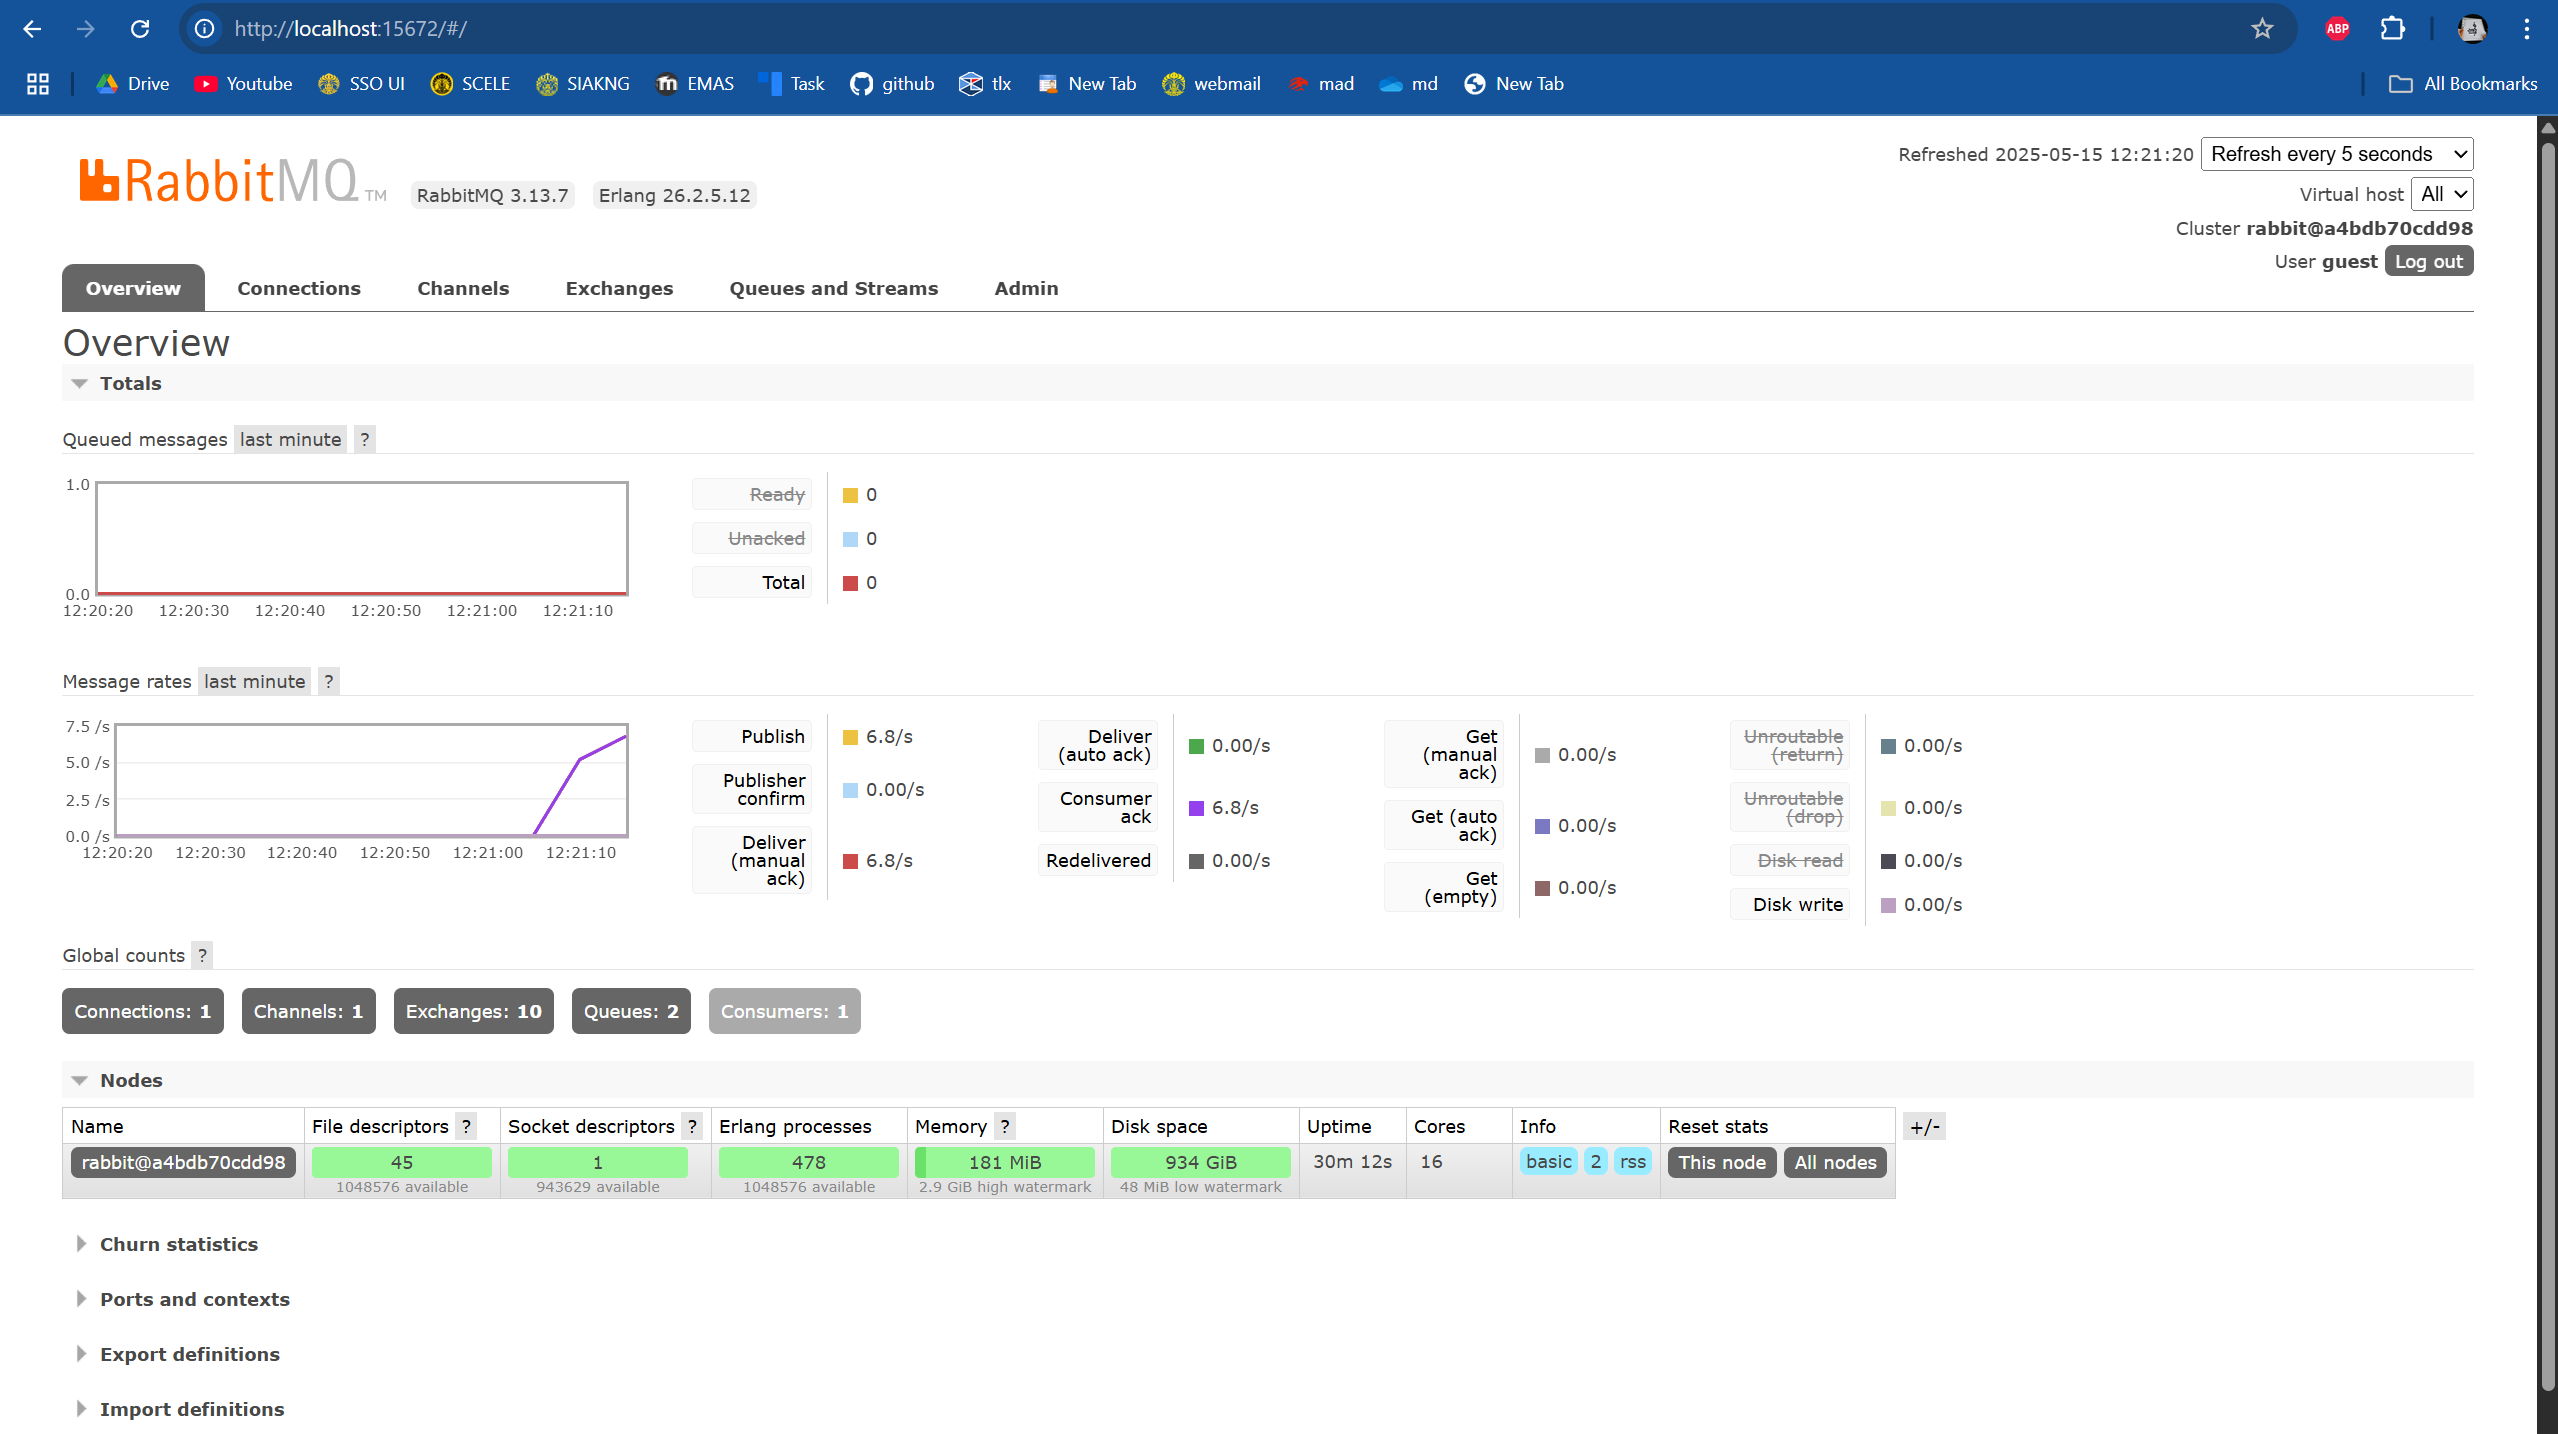 http://localhost:15672/#/
ABP
Drive Youtube SSO UI SCELE SIAKNG EMAS Task github tlx New Tab webmail mad md New Tab All Bookmarks
RabbitMQ TM RabbitMQ 3.13.7 Erlang 26.2.5.12
Refreshed 2025-05-15 12:21:20 Refresh every 5 seconds
Virtual host All
Cluster rabbit@a4bdb70cdd98
User guest Log out
Overview Connections Channels Exchanges Queues and Streams Admin
Overview
Totals
Queued messages last minute ?
1.0
0.0
12:20:20 12:20:30 12:20:40 12:20:50 12:21:00 12:21:10
Ready 0
Unacked 0
Total 0
Message rates last minute ?
7.5 /s
5.0 /s
2.5 /s
0.0 /s
12:20:20 12:20:30 12:20:40 12:20:50 12:21:00 12:21:10
Publish 6.8/s
Publisher
confirm 0.00/s
Deliver
(manual
ack) 6.8/s
Deliver
(auto ack) 0.00/s
Consumer
ack 6.8/s
Redelivered 0.00/s
Get
(manual
ack) 0.00/s
Get (auto
ack) 0.00/s
Get
(empty) 0.00/s
Unroutable
(return) 0.00/s
Unroutable
(drop) 0.00/s
Disk read 0.00/s
Disk write 0.00/s
Global counts ?
Connections: 1 Channels: 1 Exchanges: 10 Queues: 2 Consumers: 1
Nodes
Name File descriptors ? Socket descriptors ? Erlang processes Memory ? Disk space Uptime Cores Info Reset stats +/-
rabbit@a4bdb70cdd98 45 1 478 181 MiB 934 GiB 30m 12s 16 basic 2 rss This node All nodes
1048576 available 943629 available 1048576 available 2.9 GiB high watermark 48 MiB low watermark
Churn statistics
Ports and contexts
Export definitions
Import definitions